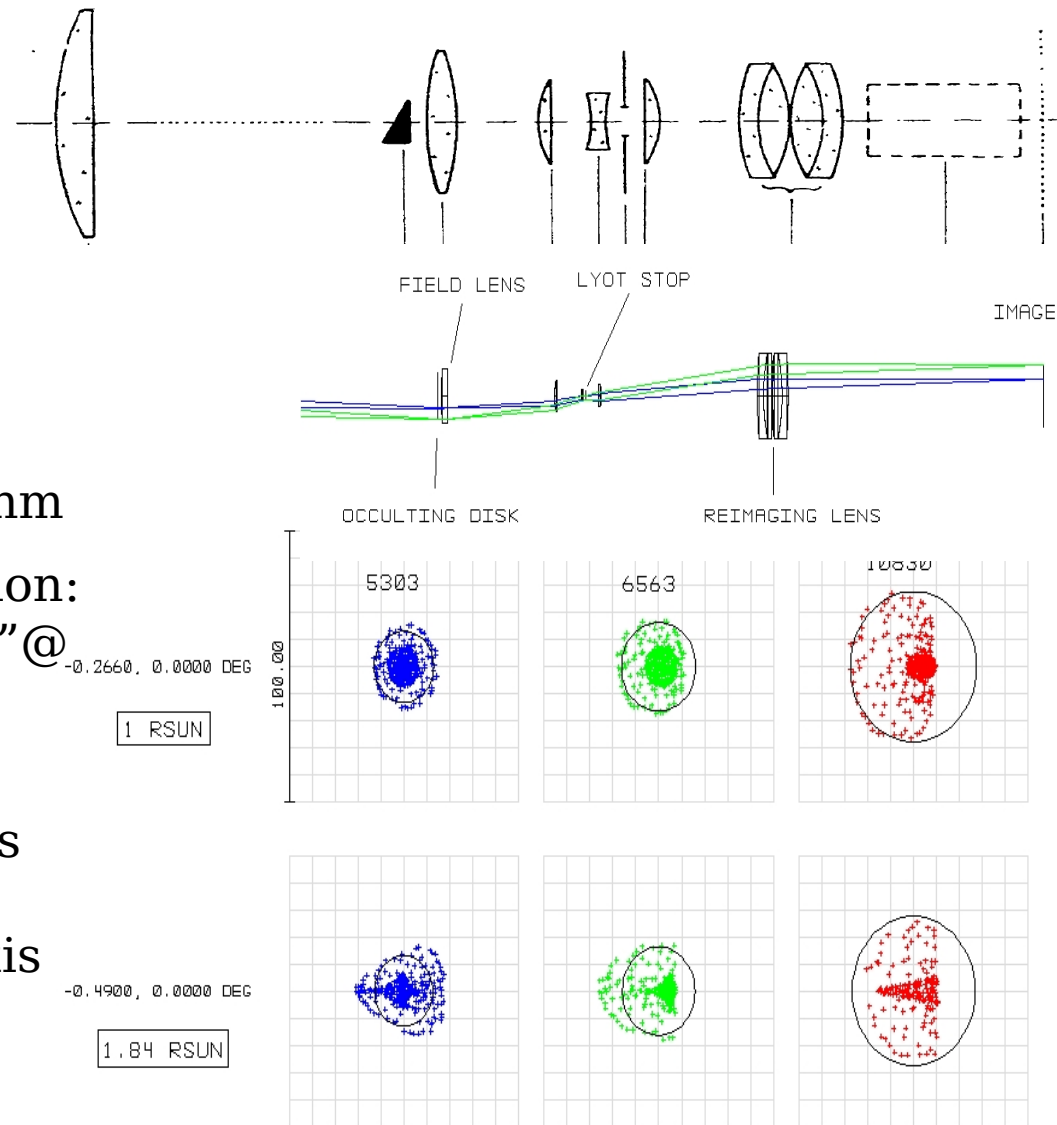 FIELD LENS
LYOT STOP
IMAGE
OCCULTING DISK
REIMAGING LENS
nm
ion:
”@
s
is
5303
6563
10830
100.00
-0.2660, 0.0000 DEG
1 RSUN
-0.4900, 0.0000 DEG
1.84 RSUN